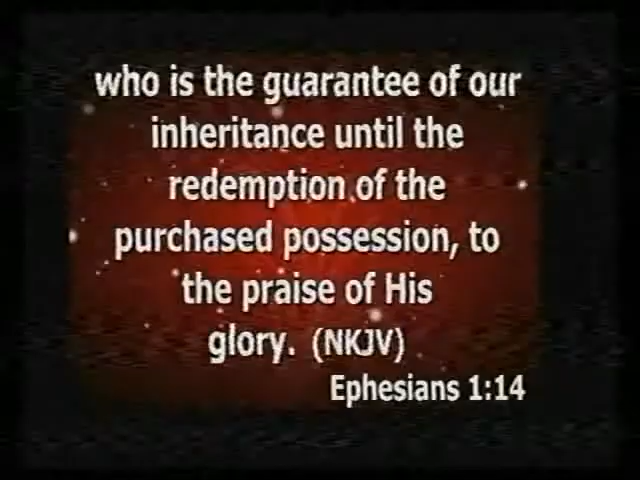 who is the guarantee of our
inheritance until the
redemption of the
purchased possession, to
the praise of His
glory. (NKJV)
Ephesians 1:14